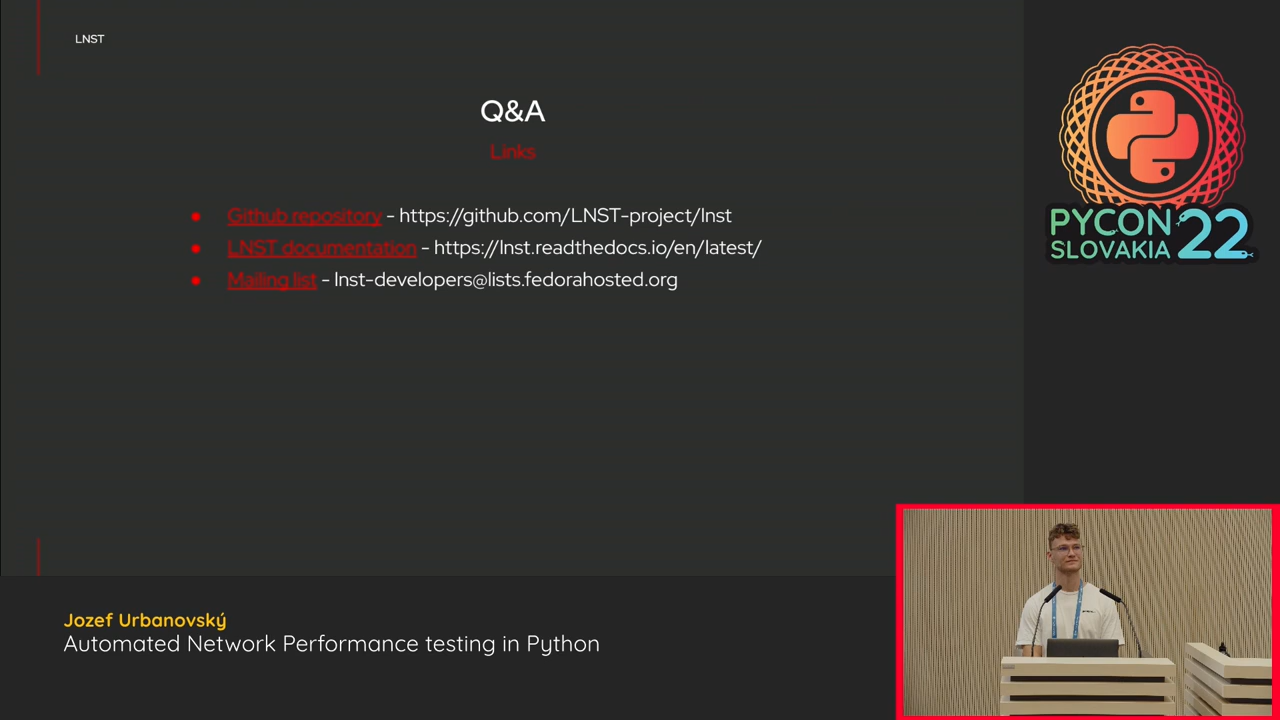 LNST
Q&A
Links
Github repository - https://github.com/LNST-project/lnst
LNST documentation - https://lnst.readthedocs.io/en/latest/
Mailing list - lnst-developers@lists.fedorahosted.org
PYCON 22
SLOVAKIA
Jozef Urbanovský
Automated Network Performance testing in Python